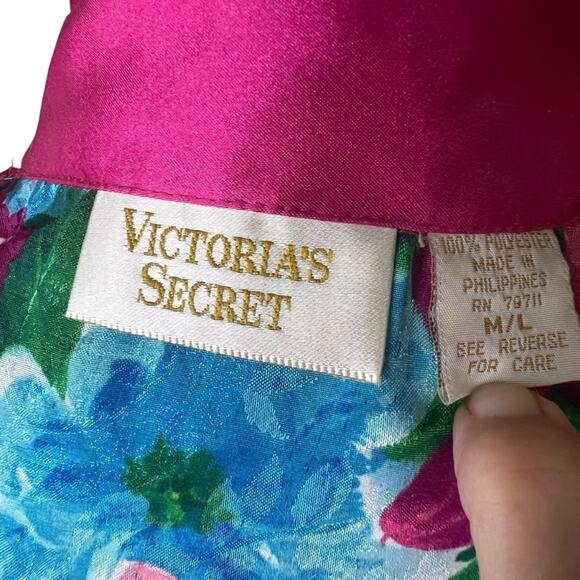 VICTORIA'S
SECRET
100% POLYESTER
MADE IN
PHILIPPINES
RN 79711
M/L
SEE REVERSE
FOR CARE